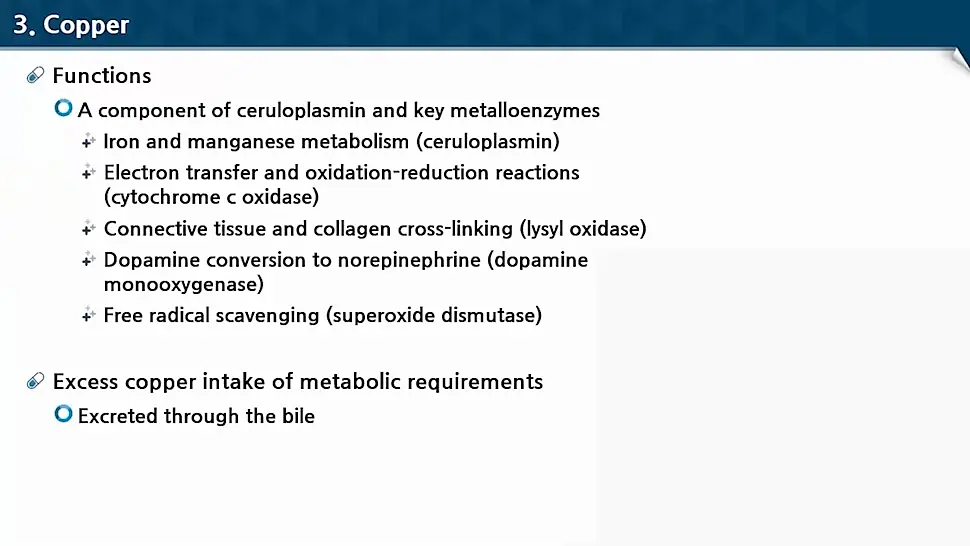 3. Copper
Functions
A component of ceruloplasmin and key metalloenzymes
Iron and manganese metabolism (ceruloplasmin)
Electron transfer and oxidation-reduction reactions
(cytochrome c oxidase)
Connective tissue and collagen cross-linking (lysyl oxidase)
Dopamine conversion to norepinephrine (dopamine
monooxygenase)
Free radical scavenging (superoxide dismutase)
Excess copper intake of metabolic requirements
Excreted through the bile